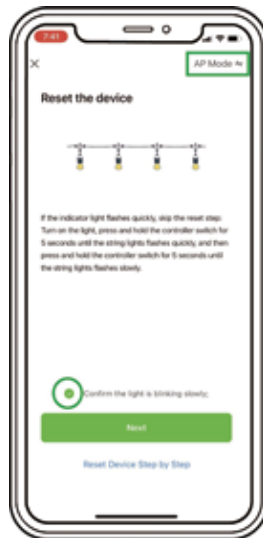 7:41
AP Mode ⇋
Reset the device
If the indicator light flashes quickly, skip the reset step:
Turn on the light, press and hold the controller switch for
5 seconds until the string lights flashes quickly, and then
press and hold the controller switch for 5 seconds until
the string lights flashes slowly.
Confirm the light is blinking slowly;
Next
Reset Device Step by Step